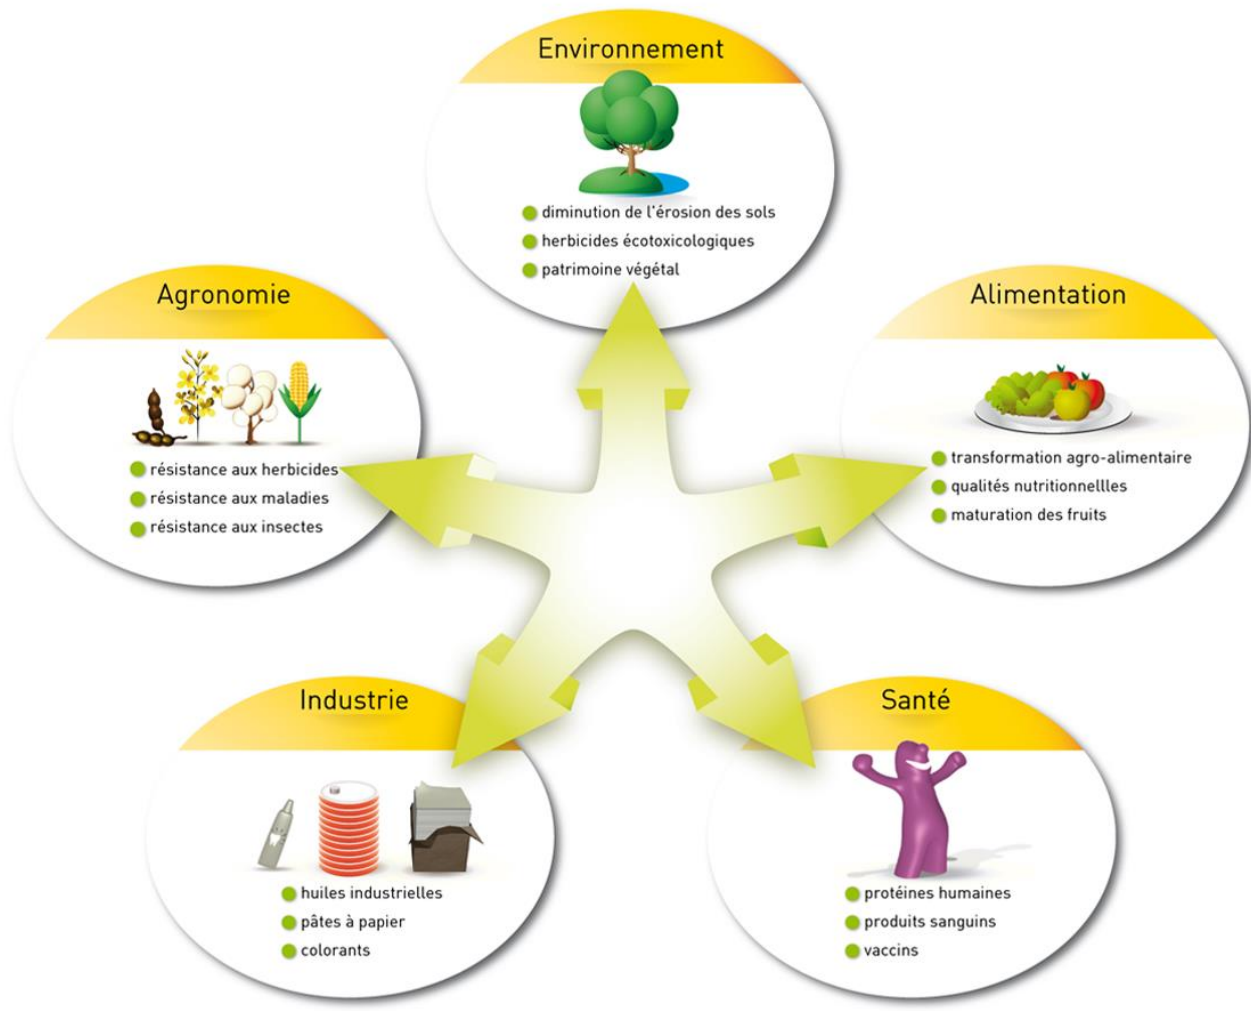 Environnement
diminution de l'érosion des sols
herbicides écotoxicologiques
patrimoine végétal
Agronomie
résistance aux herbicides
résistance aux maladies
résistance aux insectes
Alimentation
transformation agro-alimentaire
qualités nutritionnellles
maturation des fruits
Industrie
huiles industrielles
pâtes à papier
colorants
Santé
protéines humaines
produits sanguins
vaccins